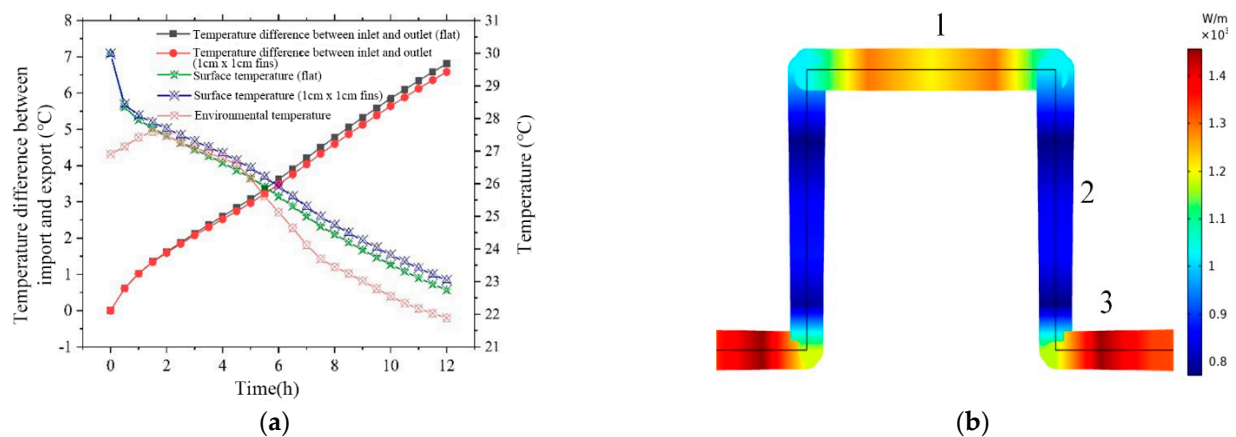 8
7
6
5
4
3
2
1
0
-1
Temperature difference between
import and export (°C)
Temperature difference between inlet and outlet (flat)
Temperature difference between inlet and outlet
(1cm x 1cm fins)
Surface temperature (flat)
Surface temperature (1cm x 1cm fins)
Environmental temperature
31
30
29
28
27
26
25
24
23
22
21
Temperature (°C)
0 2 4 6 8 10 12
Time(h)
(a)
1
2
3
W/m
1.4
1.3
1.2
1.1
1
0.9
0.8
(b)